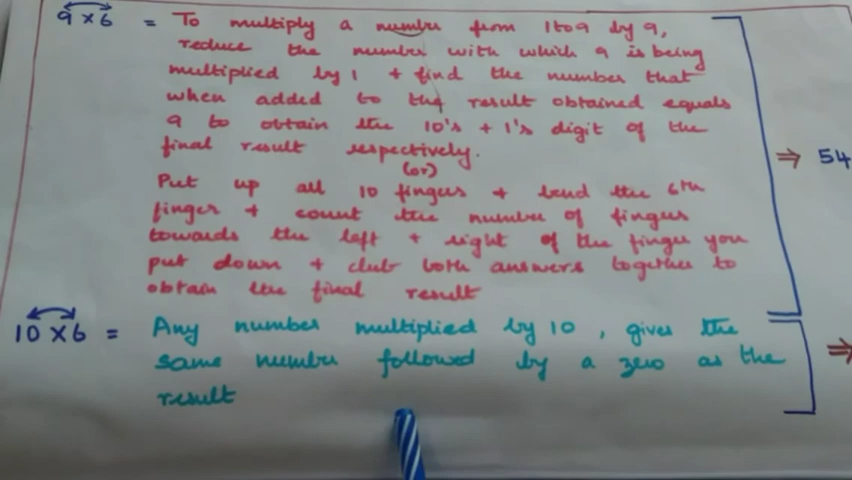 9 x 6 = To multiply a number from 1 to 9 by 9,
reduce the number with which 9 is being
multiplied by 1 + find the number that
when added to the result obtained equals
9 to obtain the 10's + 1's digit of the
final result respectively.
⇒ 54
(or)
Put up all 10 fingers + bend the 6th
finger + count the number of fingers
towards the left + right of the finger you
put down + club both answers together to
obtain the final result
10 x 6 = Any number multiplied by 10, gives the
same number followed by a zero as the
result
⇒